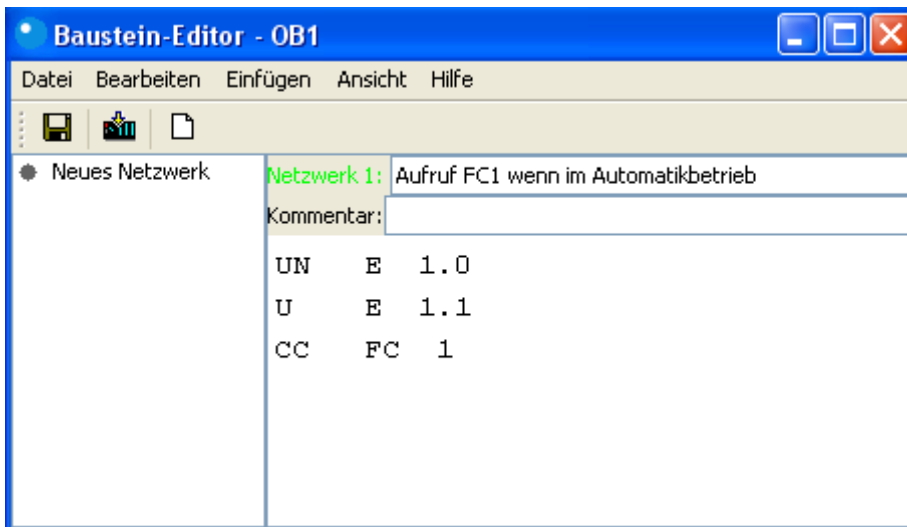 Baustein-Editor - OB1
Datei Bearbeiten Einfügen Ansicht Hilfe
Neues Netzwerk
Netzwerk 1: Aufruf FC1 wenn im Automatikbetrieb
Kommentar:
UN E 1.0
U E 1.1
CC FC 1